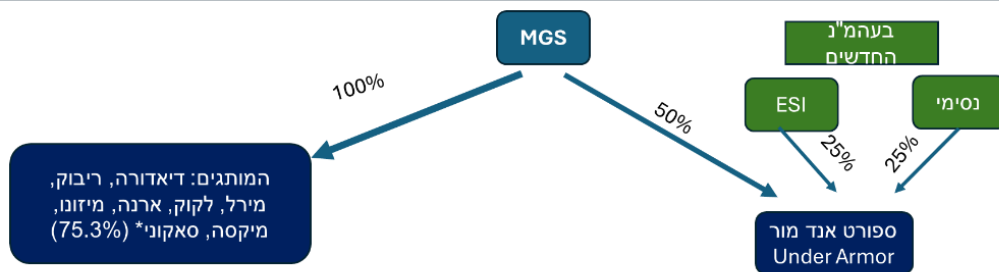 MGS
בעהמ"נ
החדשים
100%
50%
ESI
נסימי
25%
25%
המותגים: דיאדורה, ריבוק,
מירל, לקוק, ארנה, מיזונו,
מיקסה, סאקוני* (75.3%)
ספורט אנד מור
Under Armor